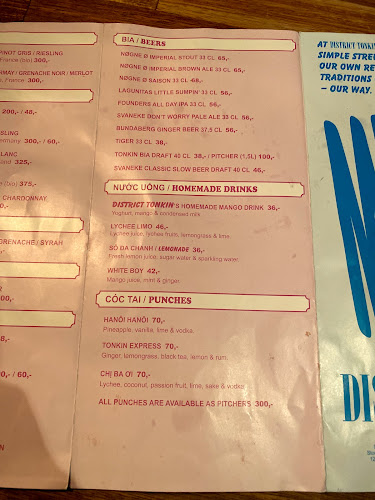 PINOT GRIS / RIESLING
France (bio) 300,-
GRENACHE NOIR / MERLOT
France 300,-
200,- / 48,-
300,- / 60,-
325,-
375,-
CHARDONNAY
GRENACHE / SYRAH
,- / 60,-
BIA / BEERS
NØGNE Ø IMPERIAL STOUT 33 CL 65,-
NØGNE Ø IMPERIAL BROWN ALE 33 CL 65,-
NØGNE Ø SAISON 33 CL 65,-
LAGUNITAS LITTLE SUMPIN' 33 CL 56,-
FOUNDERS ALL DAY IPA 33 CL 56,-
SVANEKE DON'T WORRY PALE ALE 33 CL 56,-
BUNDABERG GINGER BEER 37,5 CL 56,-
TIGER 33 CL 38,-
TONKIN BIA DRAFT 40 CL 38,- / PITCHER (1,5L) 100,-
SVANEKE CLASSIC SLOW BEER DRAFT 40 CL 46,-
NƯỚC UỐNG / HOMEMADE DRINKS
DISTRICT TONKIN'S HOMEMADE MANGO DRINK 36,-
Yoghurt, mango & condensed milk
LYCHEE LIMO 46,-
Lychee juice, lychee fruits, lemongrass & lime
SÔ DA CHANH / LEMONADE 36,-
Fresh lemon juice, sugar water & sparkling water
WHITE BOY 42,-
Mango juice, mint & ginger
CÓC TAI / PUNCHES
HANỒI HANỒI 70,-
Pineapple, vanilla, lime & vodka
TONKIN EXPRESS 70,-
Ginger, lemongrass, black tea, lemon & rum
CHỊ BA ƠI 70,-
Lychee, coconut, passion fruit, lime, sake & vodka
ALL PUNCHES ARE AVAILABLE AS PITCHERS 300,-
AT DISTRICT TONKIN
SIMPLE STREE
OUR OWN RE
TRADITIONS
– OUR WAY.
DIS